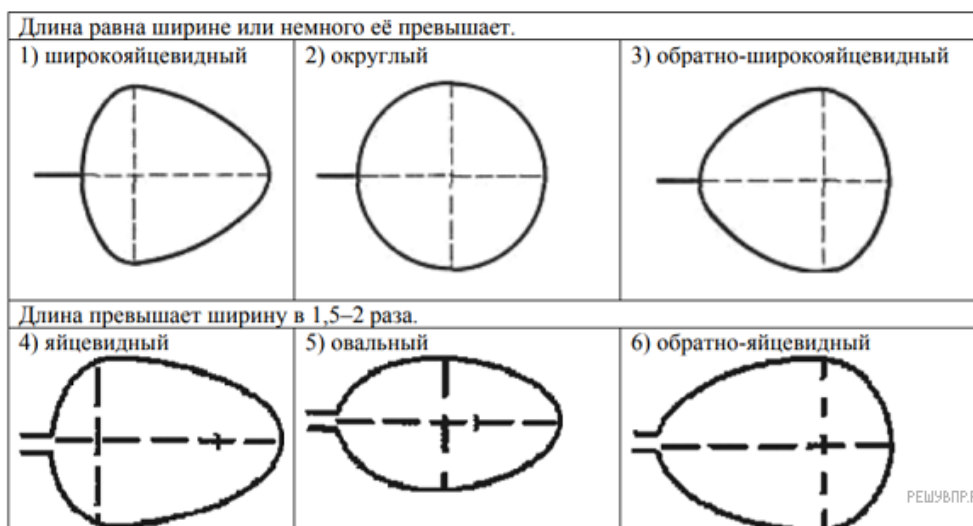 Длина равна ширине или немного её превышает.
1) широкояйцевидный
2) округлый
3) обратно-широкояйцевидный
Длина превышает ширину в 1,5–2 раза.
4) яйцевидный
5) овальный
6) обратно-яйцевидный
РЕШУВПР.